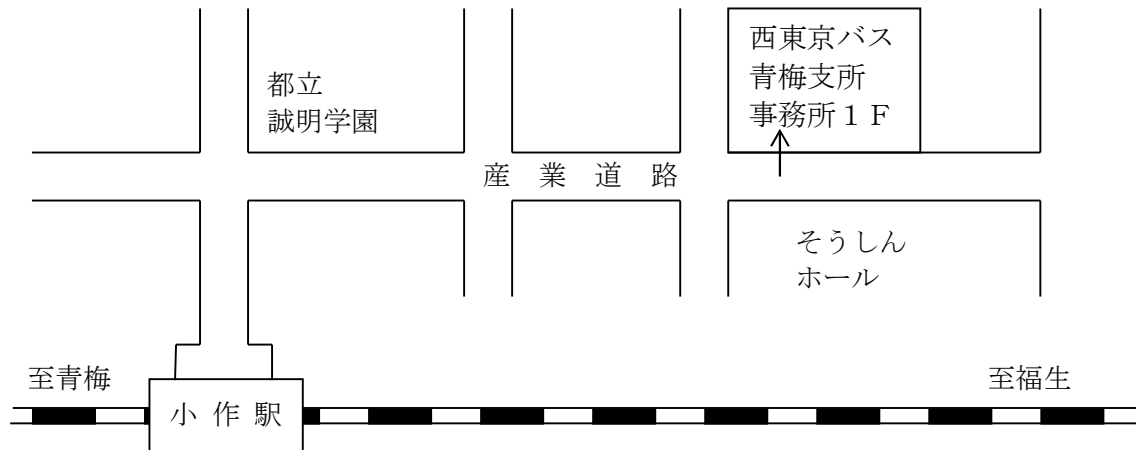 都立
誠明学園
西東京バス
青梅支所
事務所１Ｆ
産業道路
そうしん
ホール
至青梅
至福生
小作駅